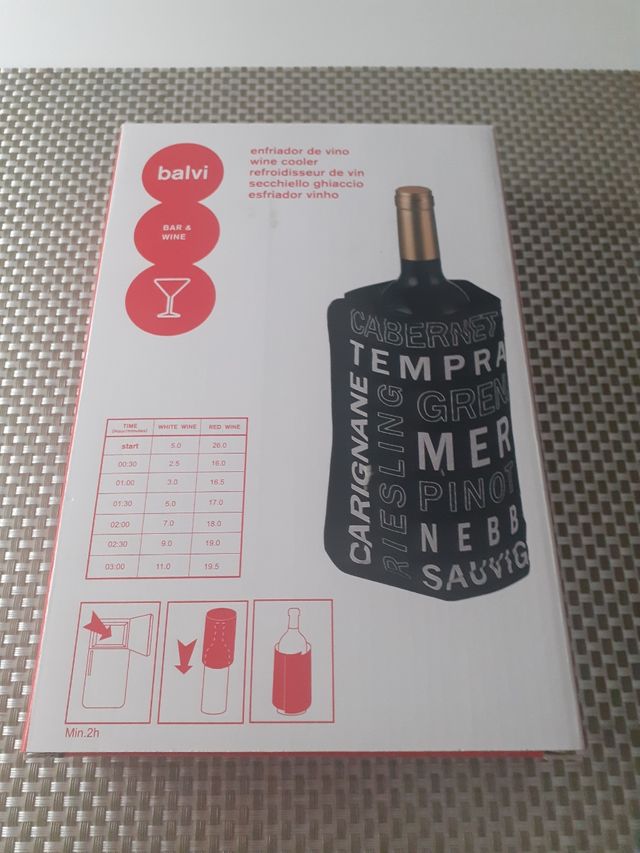 balvi
BAR &
WINE
enfriador de vino
wine cooler
refroidisseur de vin
secchiello ghiaccio
esfriador vinho
CABERNET
TEMPRA
CARIGNANE
RIESLING
GREN
MER
PINOT
NEBB
SAUVIG
TIME WHITE WINE RED WINE
(hour/minutes)
start 5.0 26.0
00:30 2.5 16.0
01:00 3.0 16.5
01:30 5.0 17.0
02:00 7.0 18.0
02:30 9.0 19.0
03:00 11.0 19.5
Min.2h